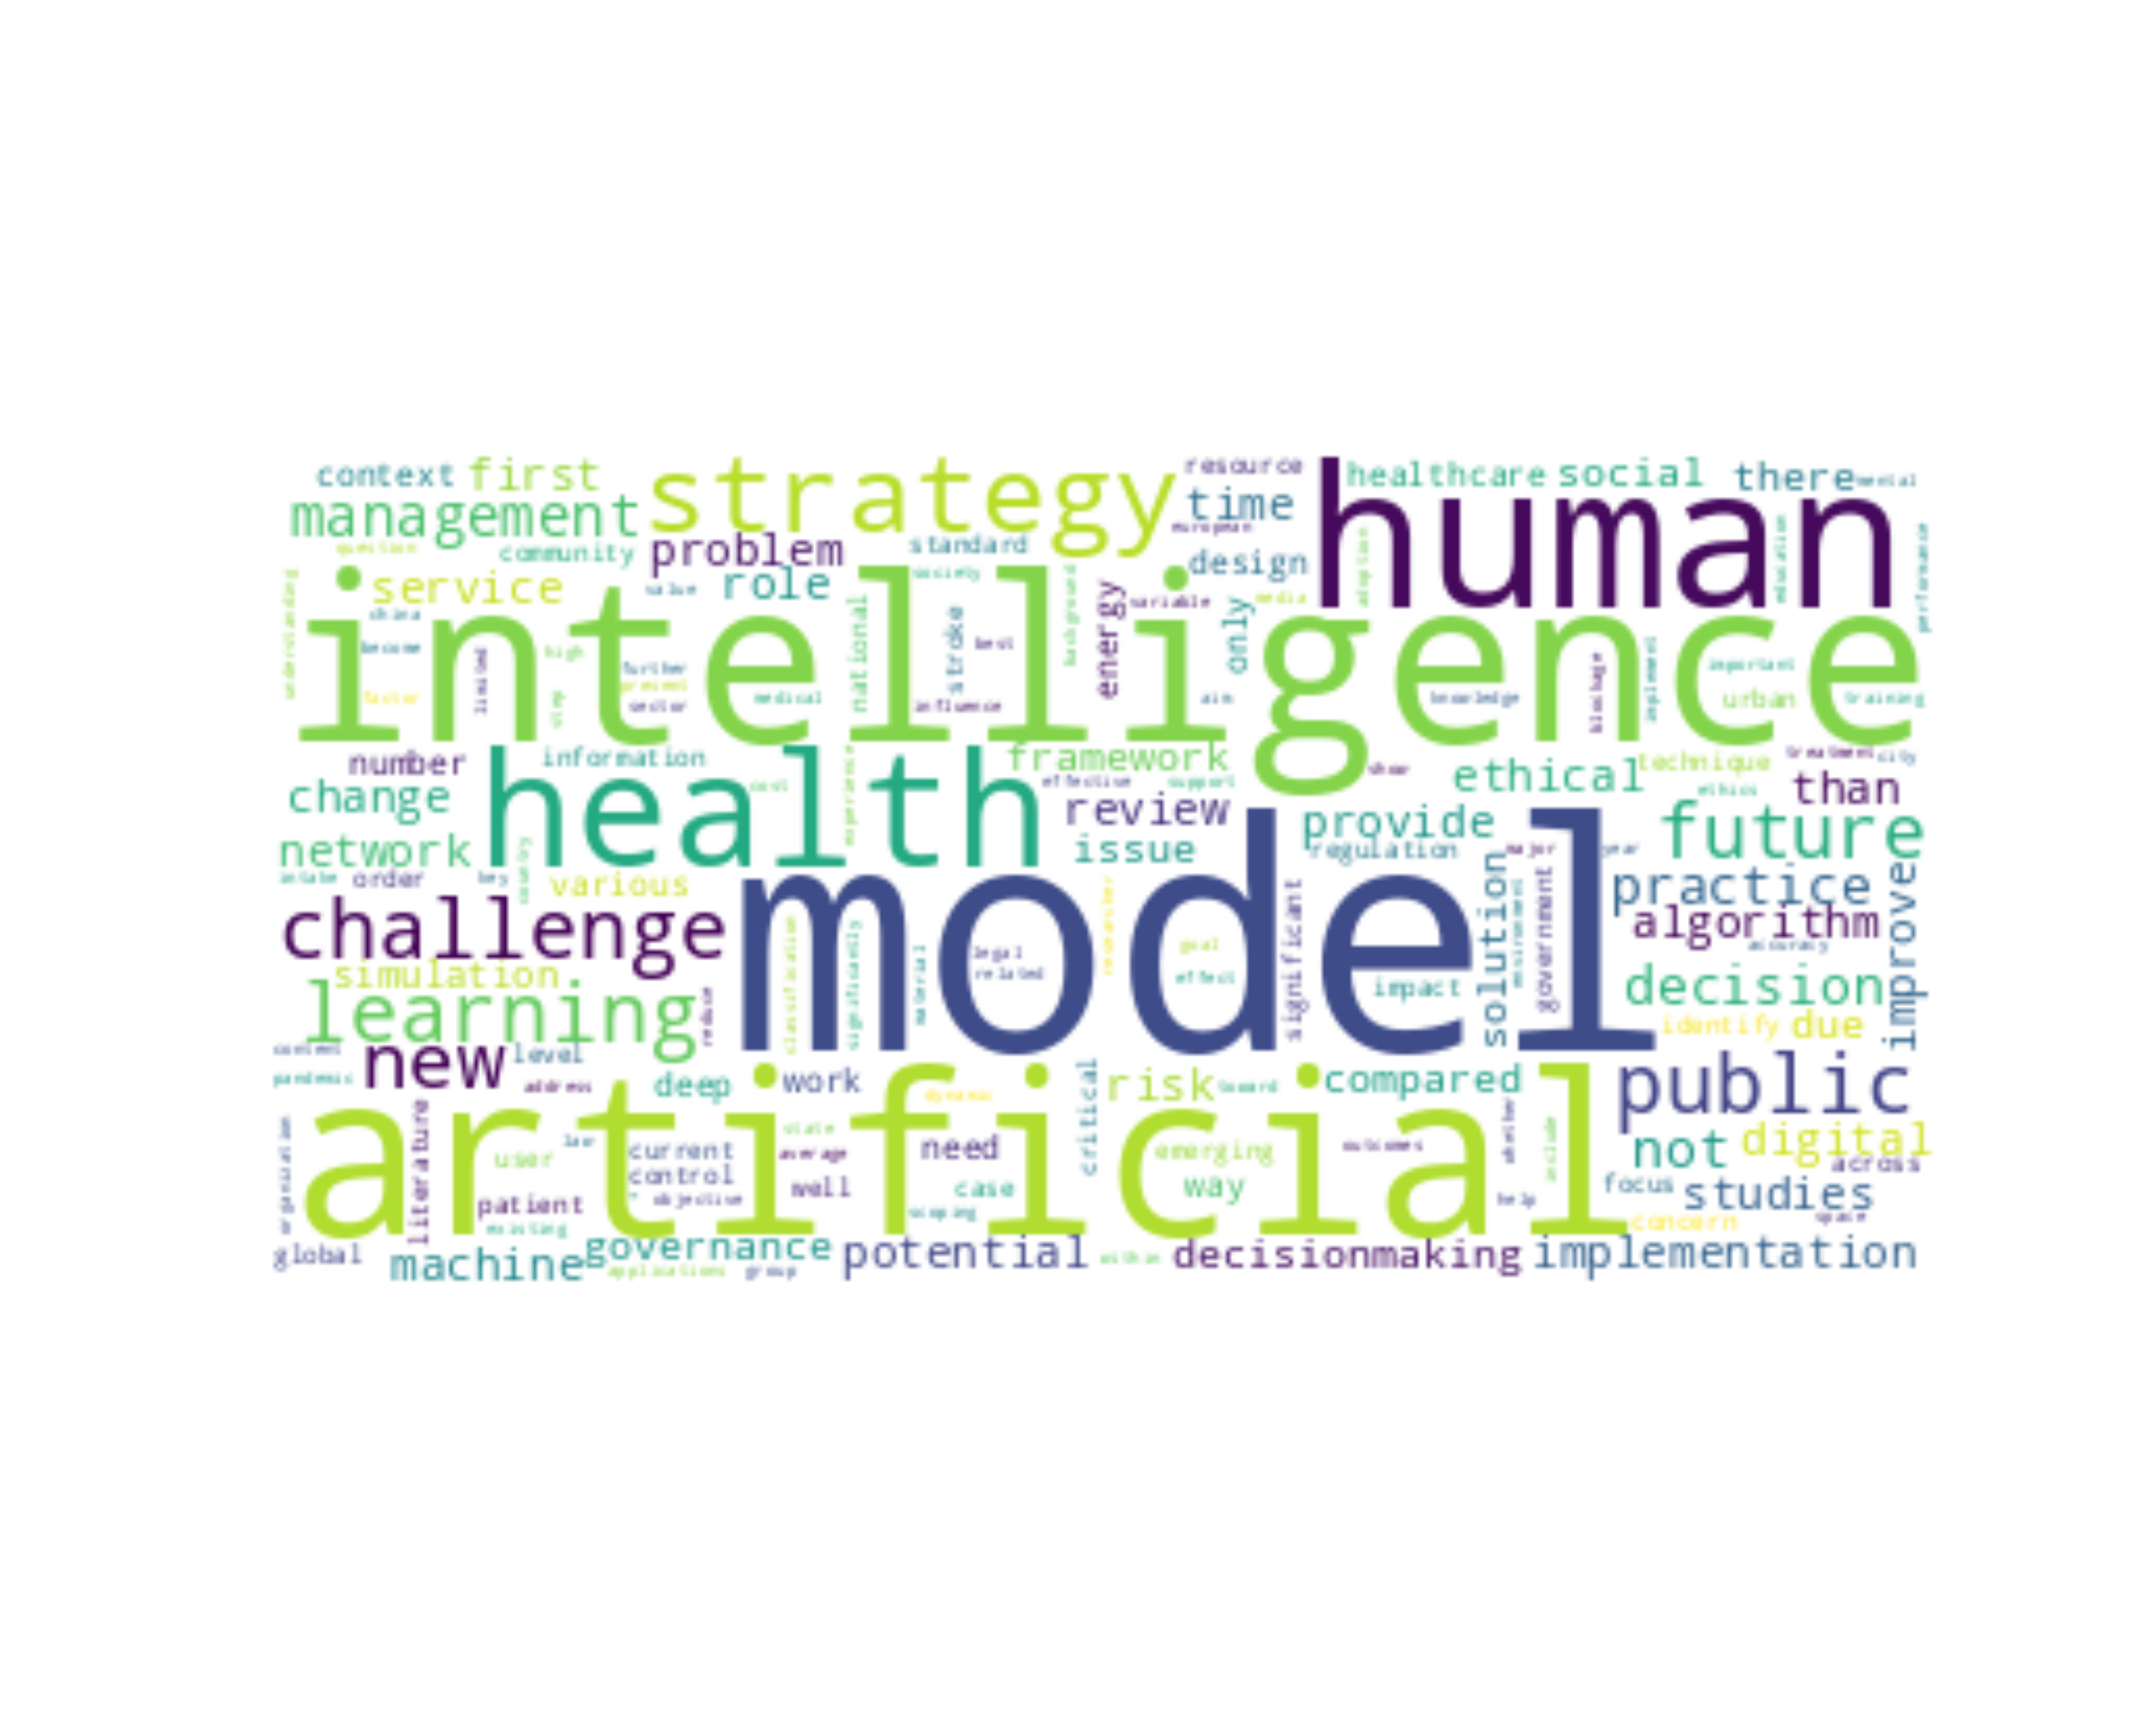 context first strategy resource healthcare social there mental
management time human
european
question community problem standard design adoption education performance
service value role society background variable media
understanding china national stroke energy only
intelligence
become high further best implement important
limited present knowledge urban training
factor step sector medical influence aim
number information framework ethical technique treatment city
health effective support show ethics
change cost experience review than
network issue provide future
regulation major year
intake order key country various practice
challenge model solution government improve
algorithm
legal goal accuracy
simulation related effect significant environment
classification significantly material researcher impact decision
learning reduce identify due
content new level
pandemic address deep work risk toward compared public
dynamic critical
artificial
organization literature law current state need emerging outcomes whether include not digital
user control average way across
patient objective well case help focus studies
existing scoping concern space
global machine governance potential within decisionmaking implementation
applications group